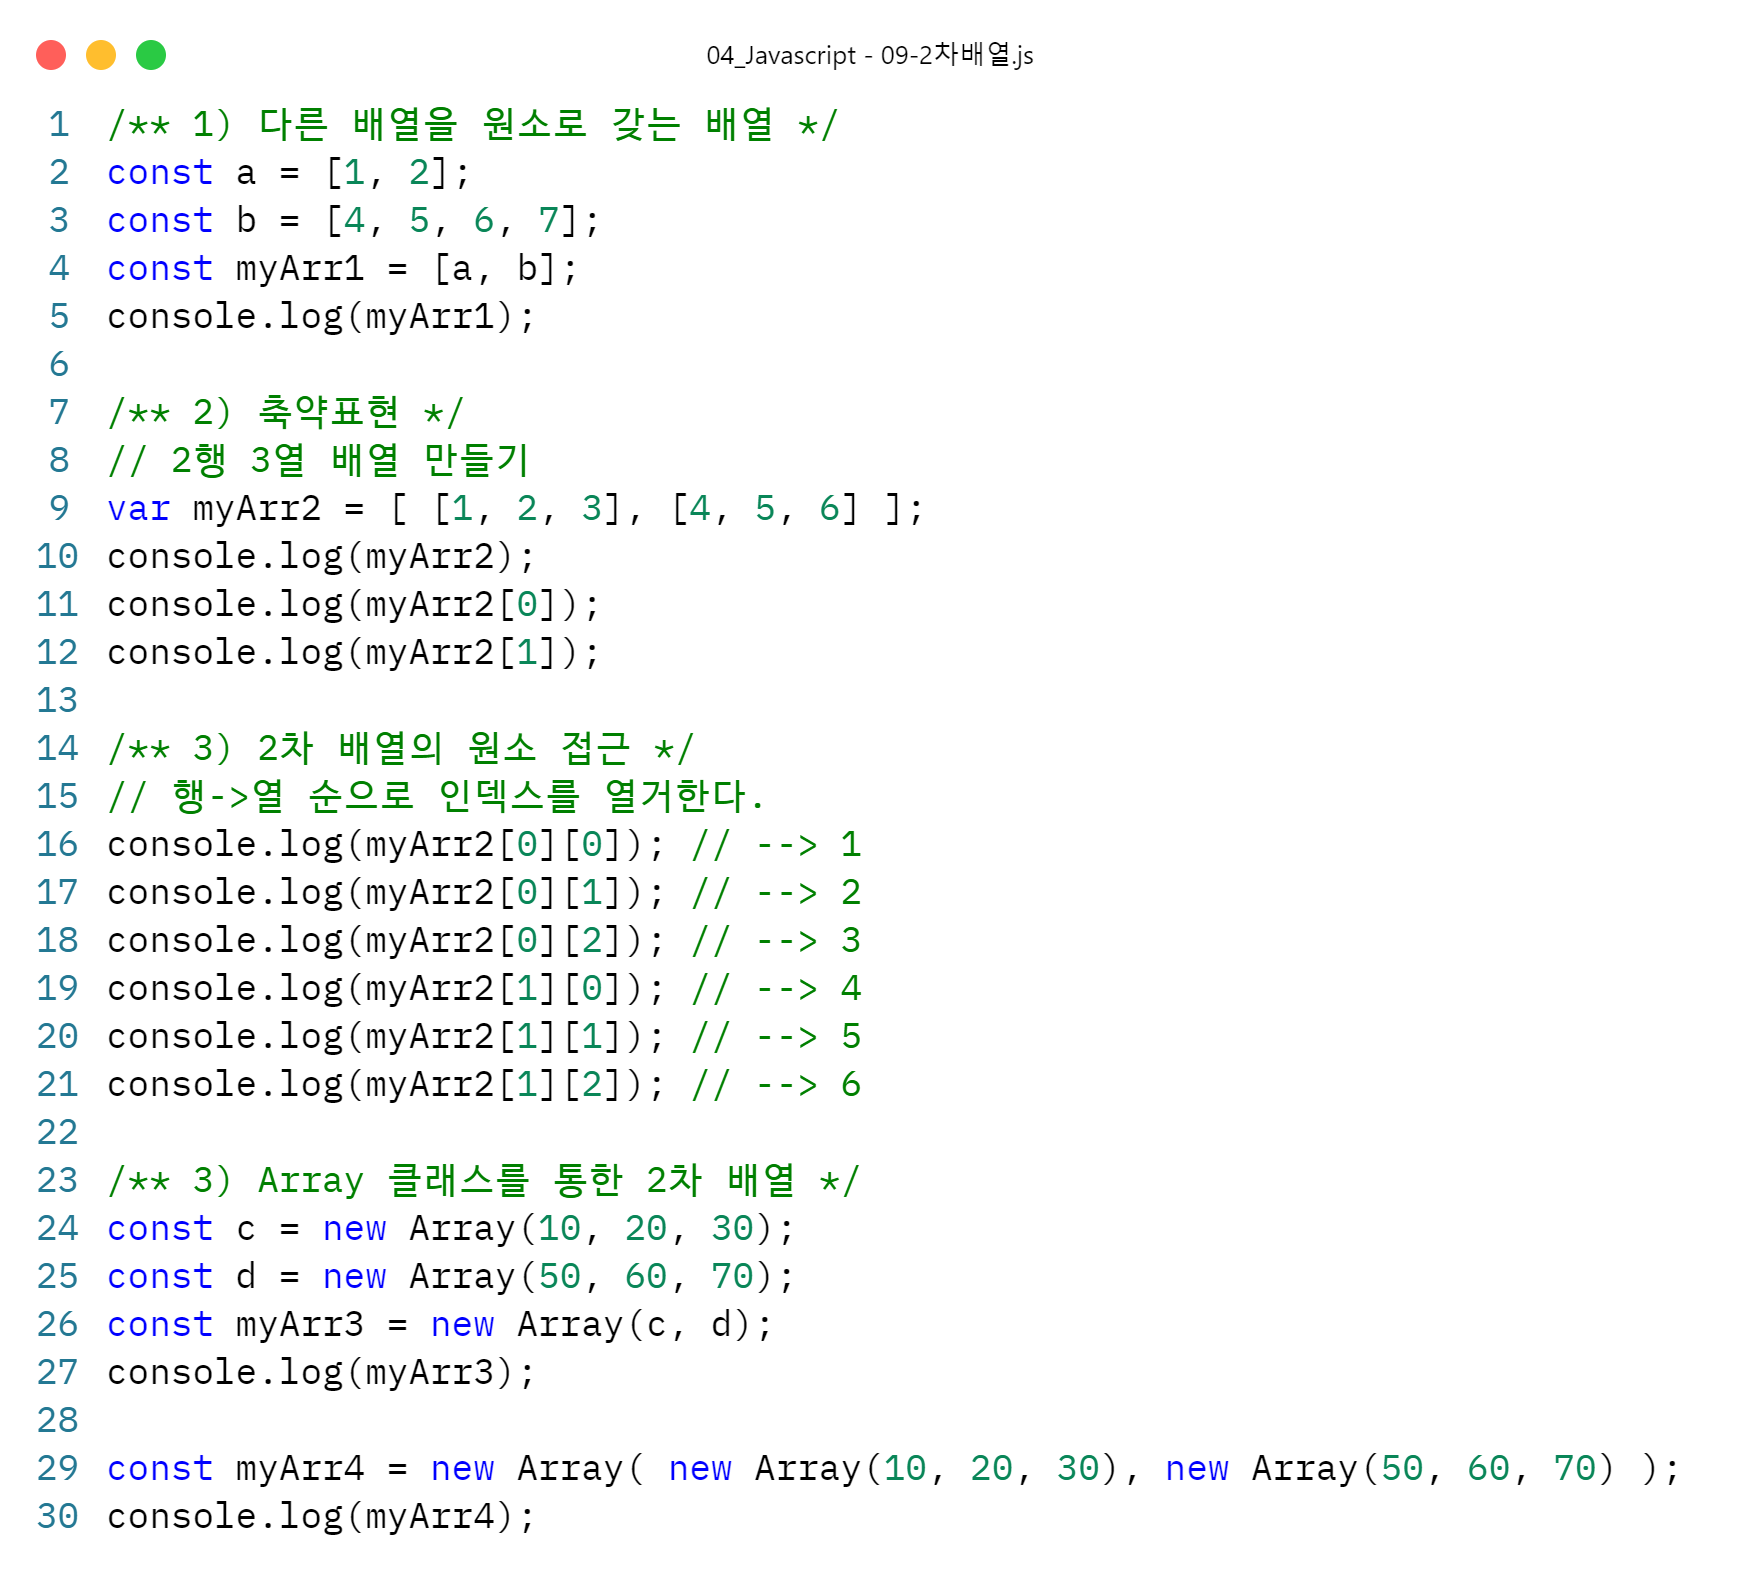 04_Javascript - 09-2차배열.js
1 /** 1) 다른 배열을 원소로 갖는 배열 */
2 const a = [1, 2];
3 const b = [4, 5, 6, 7];
4 const myArr1 = [a, b];
5 console.log(myArr1);
6
7 /** 2) 축약표현 */
8 // 2행 3열 배열 만들기
9 var myArr2 = [ [1, 2, 3], [4, 5, 6] ];
10 console.log(myArr2);
11 console.log(myArr2[0]);
12 console.log(myArr2[1]);
13
14 /** 3) 2차 배열의 원소 접근 */
15 // 행->열 순으로 인덱스를 열거한다.
16 console.log(myArr2[0][0]); // --> 1
17 console.log(myArr2[0][1]); // --> 2
18 console.log(myArr2[0][2]); // --> 3
19 console.log(myArr2[1][0]); // --> 4
20 console.log(myArr2[1][1]); // --> 5
21 console.log(myArr2[1][2]); // --> 6
22
23 /** 3) Array 클래스를 통한 2차 배열 */
24 const c = new Array(10, 20, 30);
25 const d = new Array(50, 60, 70);
26 const myArr3 = new Array(c, d);
27 console.log(myArr3);
28
29 const myArr4 = new Array( new Array(10, 20, 30), new Array(50, 60, 70) );
30 console.log(myArr4);